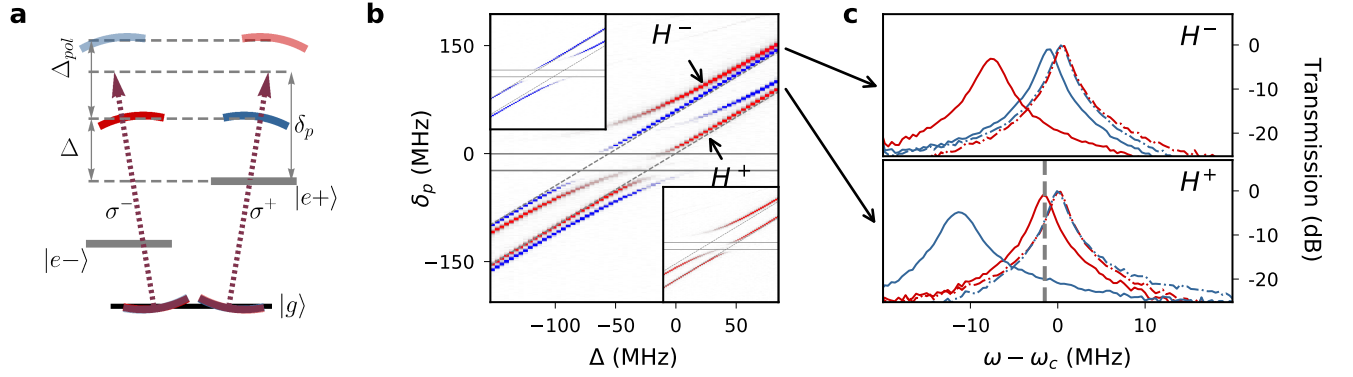 a
Δ_pol
Δ
δ_p
|e+⟩
σ⁻
σ⁺
|e−⟩
|g⟩
b
δ_p (MHz)
150
0
−150
H⁻
H⁺
−100
−50
0
50
Δ (MHz)
c
H⁻
0
−10
−20
H⁺
0
−10
−20
Transmission (dB)
−10
0
10
ω − ω_c (MHz)